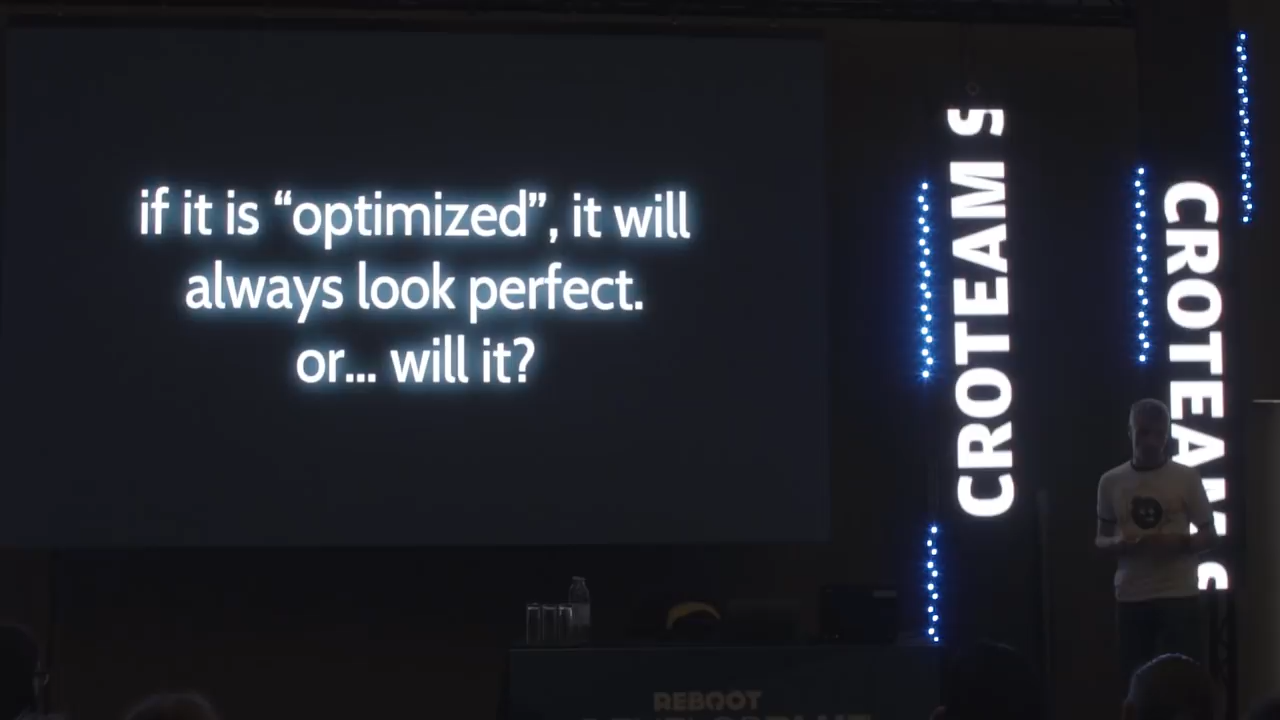 if it is “optimized”, it will
always look perfect.
or... will it?
CROTEAM S
CROTEAM S
REBOOT